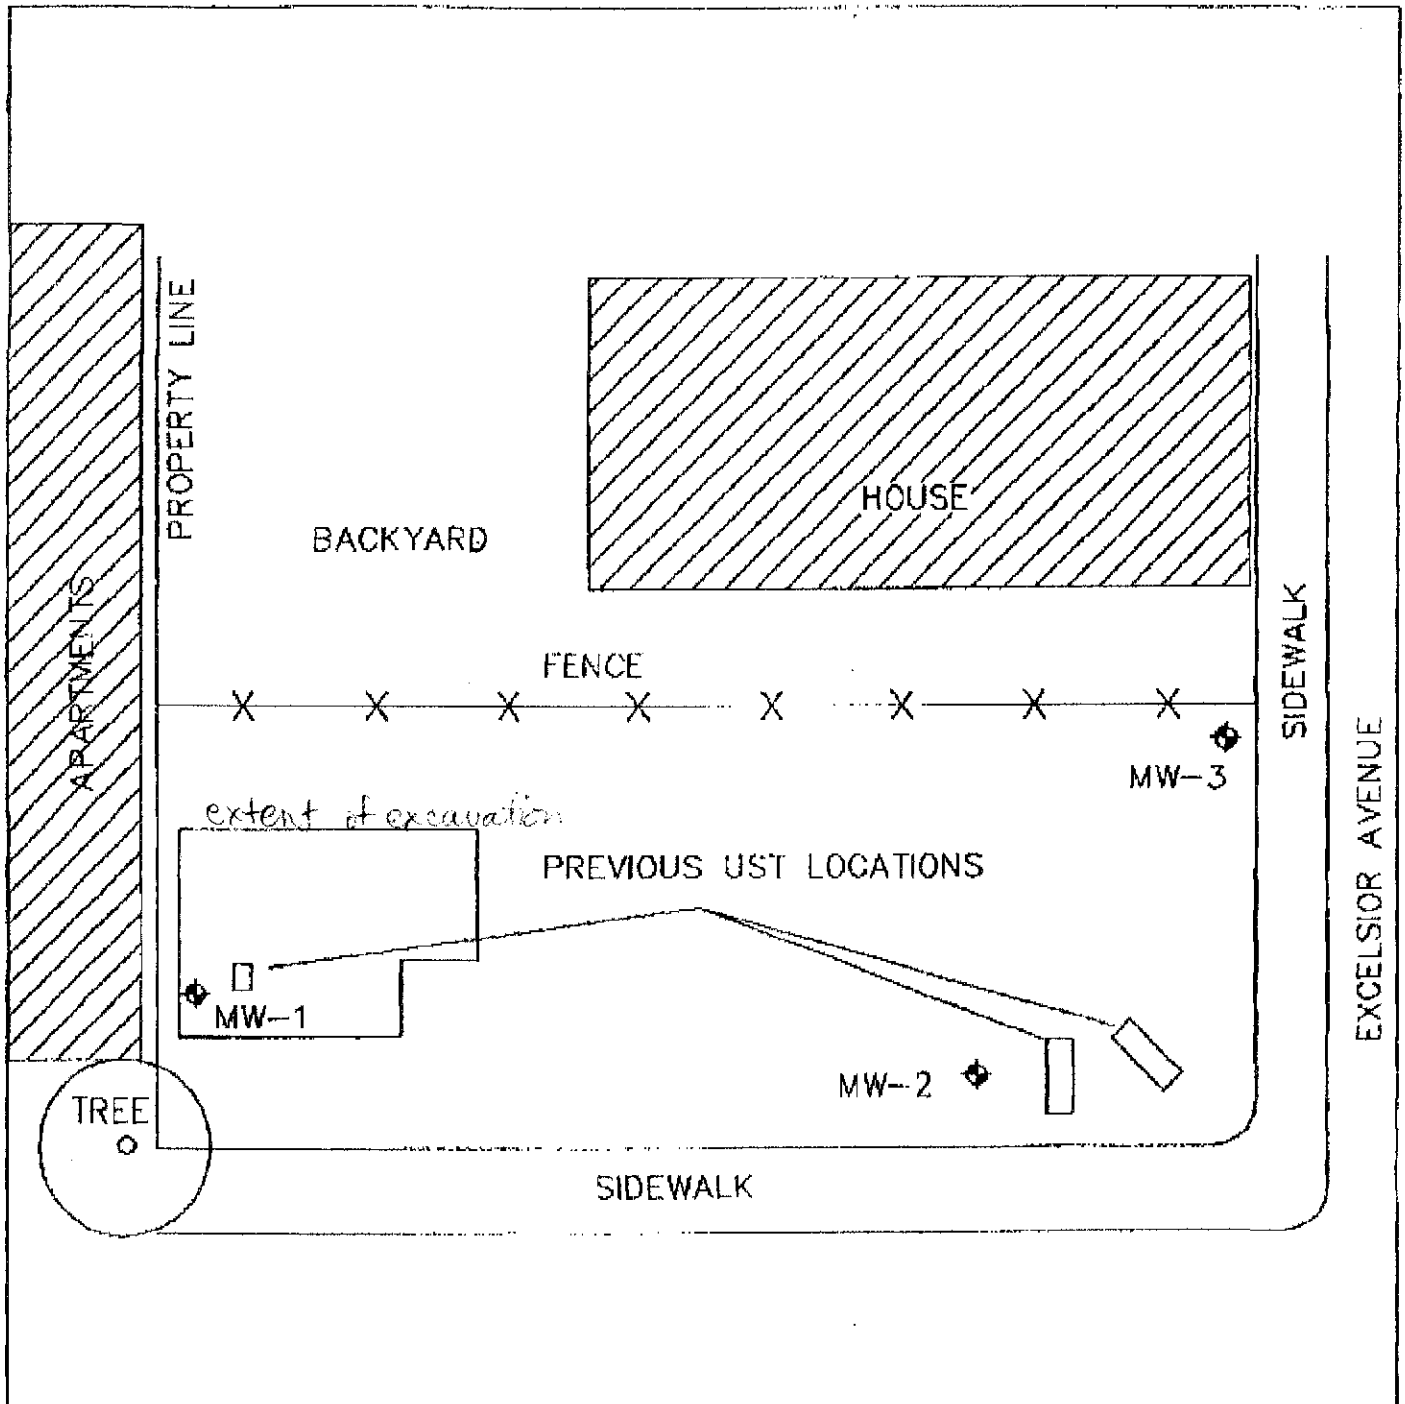 PROPERTY LINE
BACKYARD
HOUSE
APARTMENTS
FENCE
SIDEWALK
MW-3
EXCELSIOR AVENUE
extent of excavation
PREVIOUS UST LOCATIONS
MW-1
MW-2
TREE
SIDEWALK